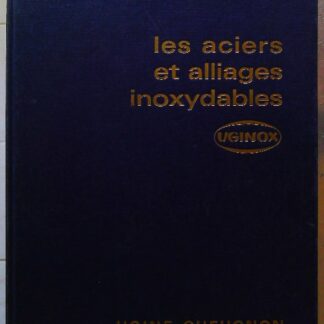 les aciers
et alliages
inoxydables
UGINOX